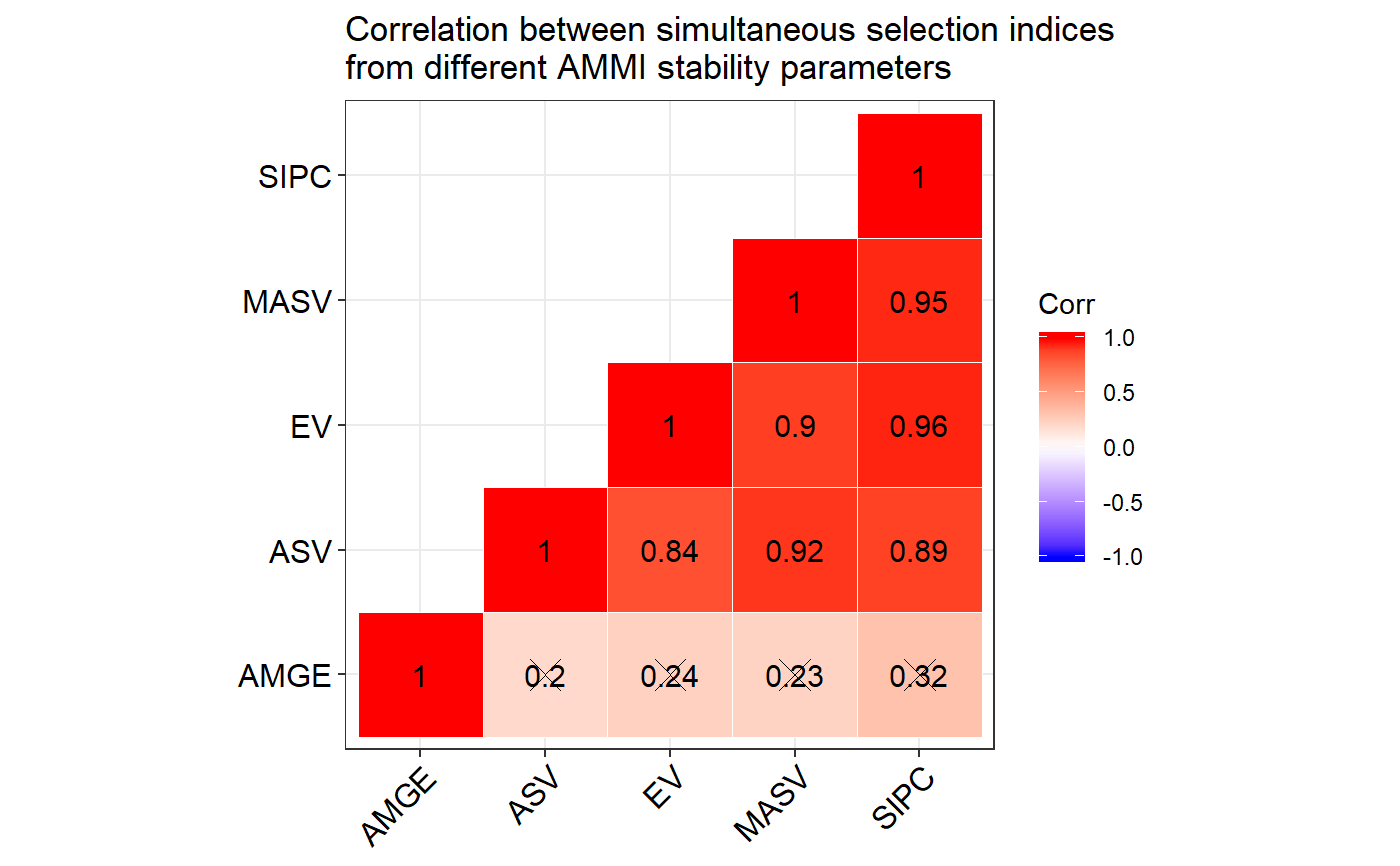 Correlation between simultaneous selection indices
from different AMMI stability parameters
SIPC
1
MASV
1
0.95
EV
1
0.9
0.96
ASV
1
0.84
0.92
0.89
AMGE
1
0.2
0.24
0.23
0.32
AMGE
ASV
EV
MASV
SIPC
Corr
1.0
0.5
0.0
-0.5
-1.0